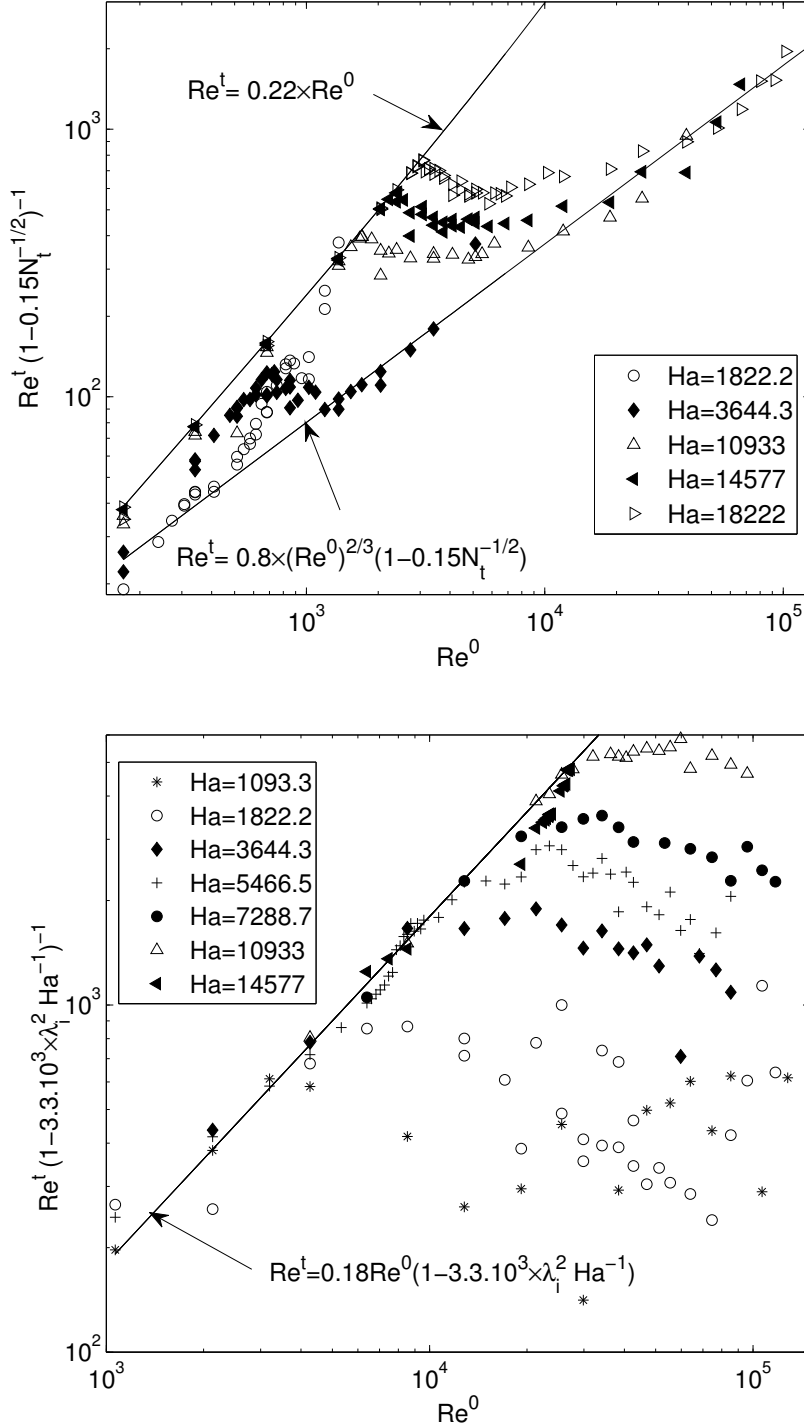 Re^t (1−0.15N_t^{−1/2})^{−1}
10^3
10^2
Re^t= 0.22×Re^0
Ha=1822.2
Ha=3644.3
Ha=10933
Ha=14577
Ha=18222
Re^t= 0.8×(Re^0)^{2/3}(1−0.15N_t^{−1/2})
10^3
10^4
10^5
Re^0
Re^t (1−3.3.10^3×λ_i^2 Ha^{−1})^{−1}
10^3
10^2
Ha=1093.3
Ha=1822.2
Ha=3644.3
Ha=5466.5
Ha=7288.7
Ha=10933
Ha=14577
Re^t=0.18Re^0(1−3.3.10^3×λ_i^2 Ha^{−1})
10^3
10^4
10^5
Re^0